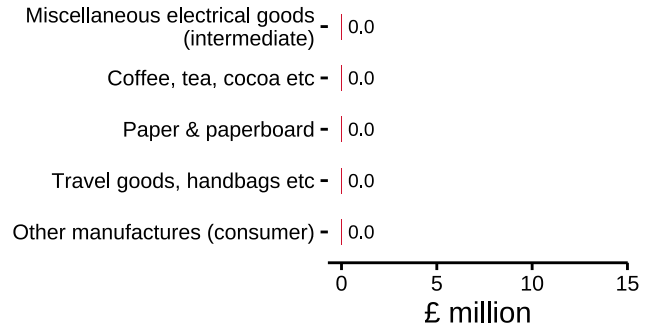 Miscellaneous electrical goods
(intermediate)
0.0
Coffee, tea, cocoa etc
0.0
Paper & paperboard
0.0
Travel goods, handbags etc
0.0
Other manufactures (consumer)
0.0
0 5 10 15
£ million